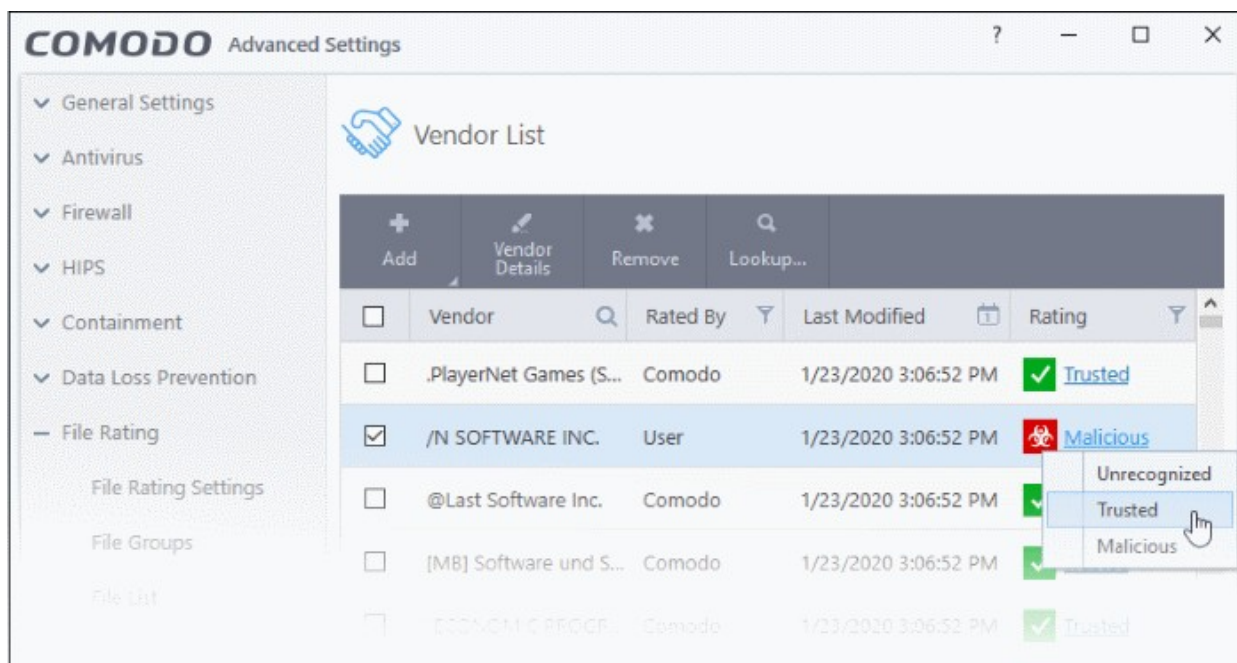 COMODO Advanced Settings ?
General Settings
Antivirus
Firewall
HIPS
Containment
Data Loss Prevention
File Rating
File Rating Settings
File Groups
File List
Vendor List
Add
Vendor
Details
Remove
Lookup...
Vendor Rated By Last Modified 1 Rating
.PlayerNet Games (S... Comodo 1/23/2020 3:06:52 PM Trusted
/N SOFTWARE INC. User 1/23/2020 3:06:52 PM Malicious
@Last Software Inc. Comodo 1/23/2020 3:06:52 PM
[MB] Software und S... Comodo 1/23/2020 3:06:52 PM
Comodo 1/23/2020 3:06:52 PM Trusted
Unrecognized
Trusted
Malicious